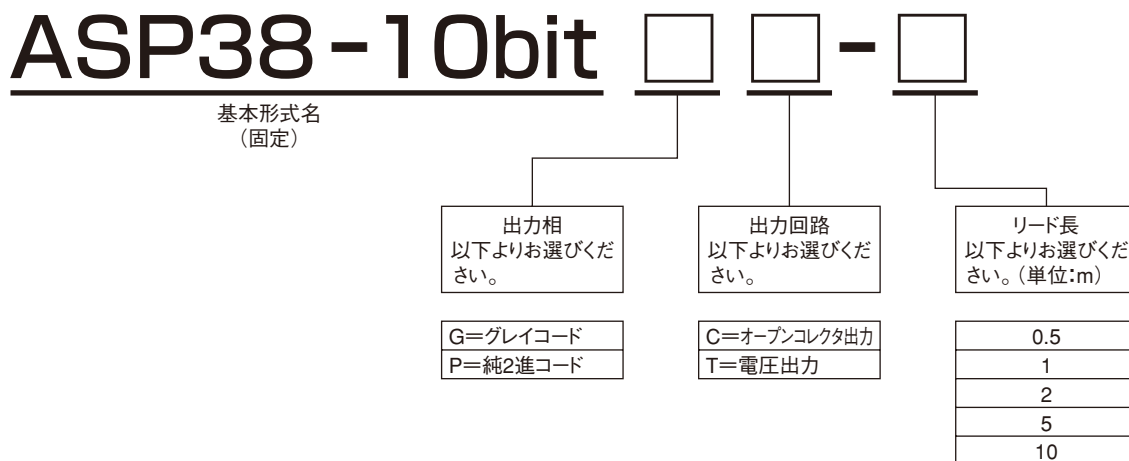 ASP38-10bit □ □-□
基本形式名
（固定）
出力相
以下よりお選びくだ
さい。
G＝グレイコード
P＝純2進コード
出力回路
以下よりお選びくだ
さい。
C＝オープンコレクタ出力
T＝電圧出力
リード長
以下よりお選びくだ
さい。（単位：m）
0.5
1
2
5
10